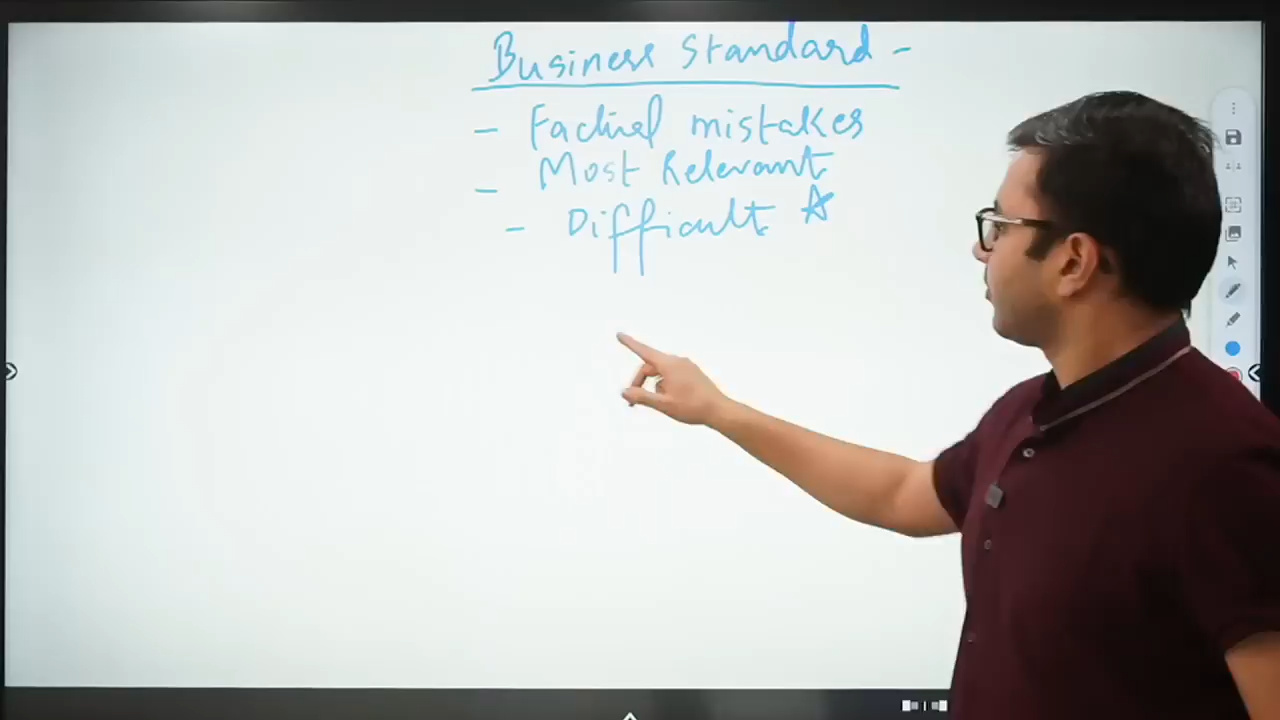 Business Standard -
- Factual mistakes
- Most Relevant
- Difficult ☆